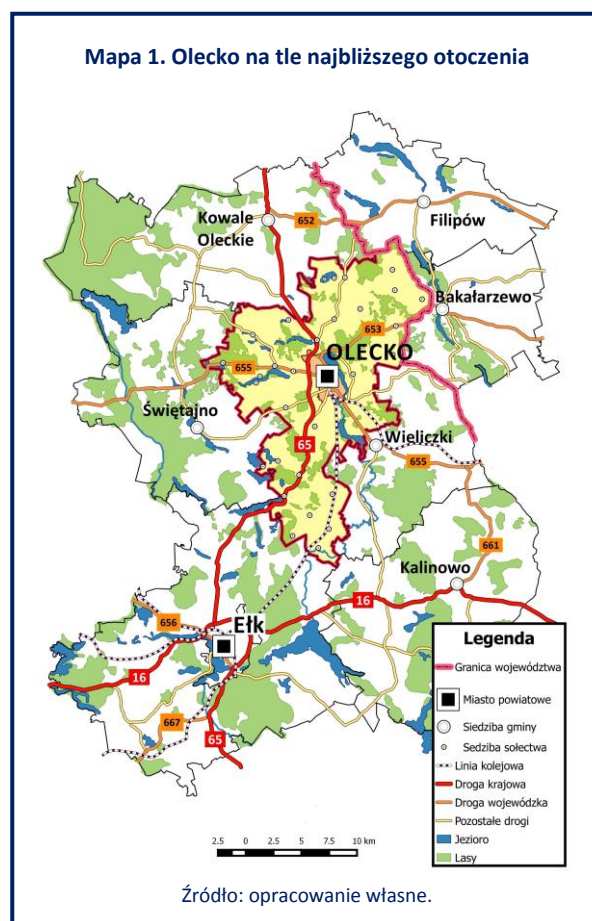 Mapa 1. Olecko na tle najbliższego otoczenia
Kowale
Oleckie
652
Filipów
Bakałarzewo
653
OLECKO
655
Świętajno
65
Wieliczki
655
661
Kalinowo
16
656
Ełk
16
667
65
Legenda
Granica województwa
Miasto powiatowe
Siedziba gminy
Sedziba sołectwa
Linia kolejowa
Droga krajowa
Droga wojewódzka
Pozostałe drogi
Jezioro
Lasy
2.5 0 2.5 5 7.5 10 km
Źródło: opracowanie własne.